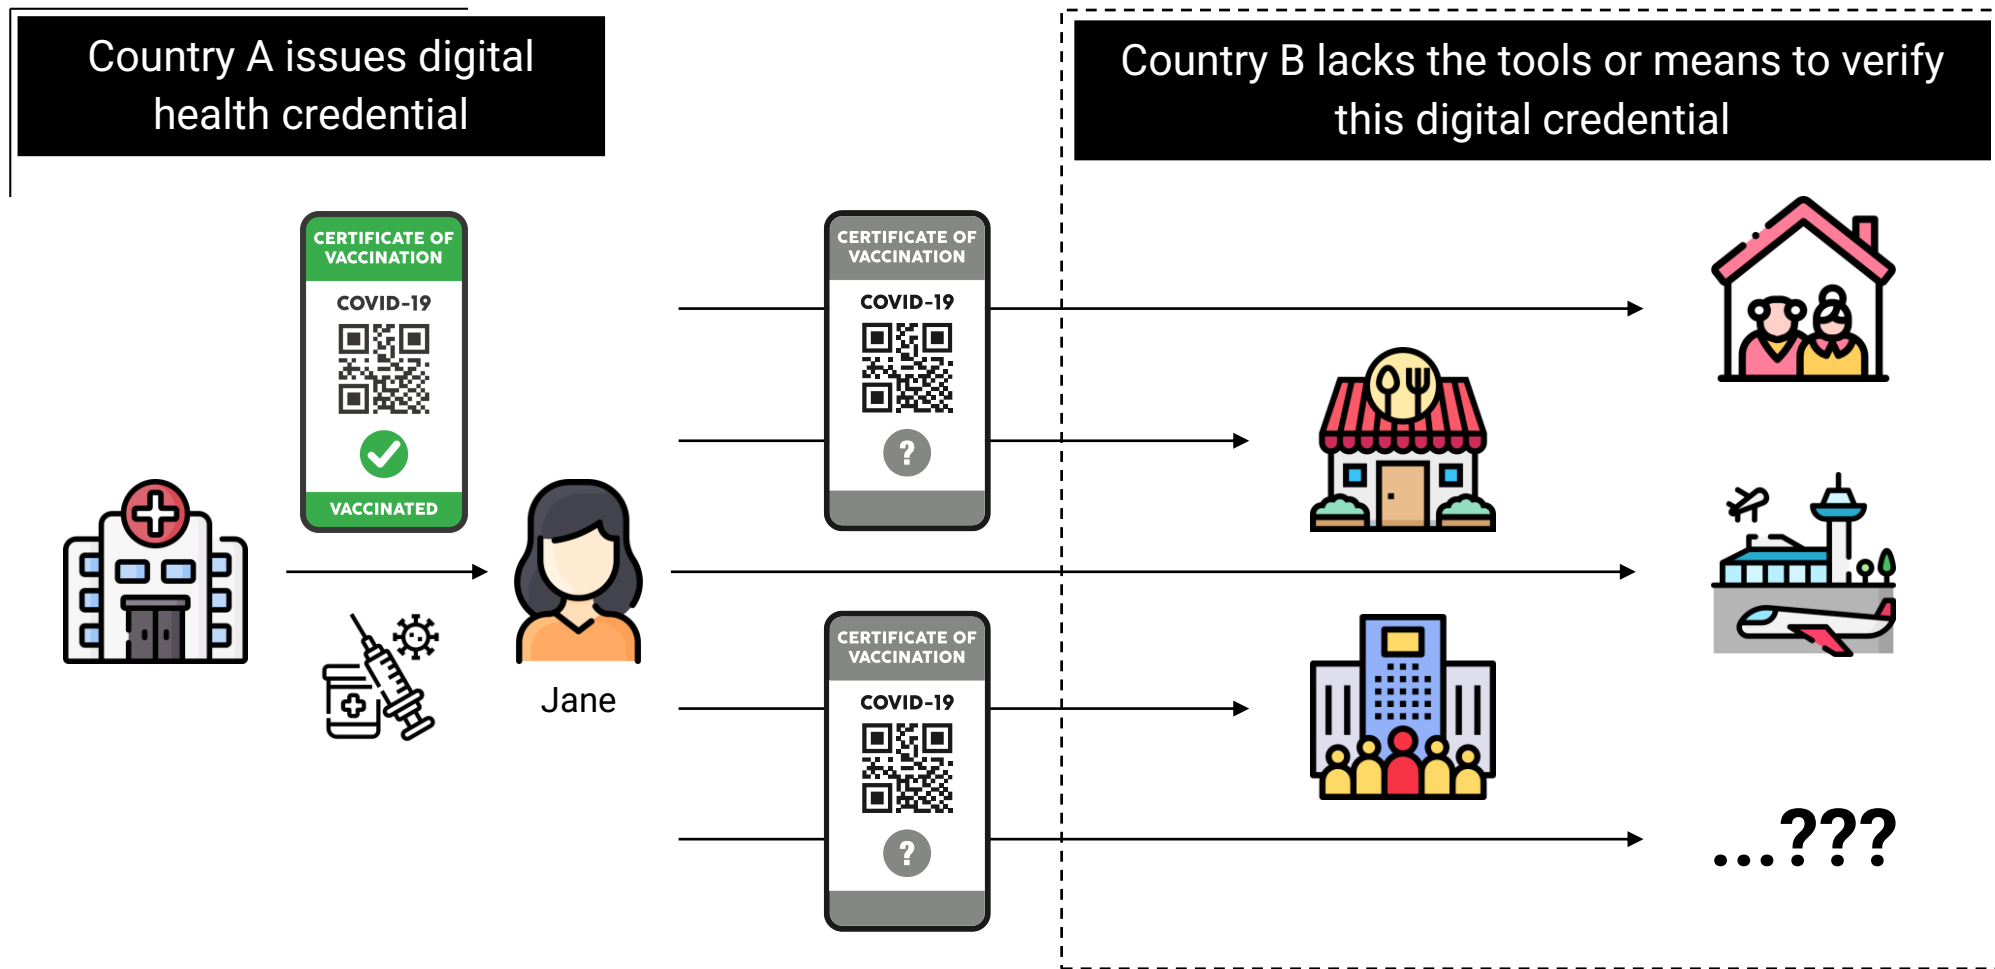 Country A issues digital
health credential
Country B lacks the tools or means to verify
this digital credential
CERTIFICATE OF
VACCINATION
COVID-19
VACCINATED
CERTIFICATE OF
VACCINATION
COVID-19
?
Jane
CERTIFICATE OF
VACCINATION
COVID-19
?
...???